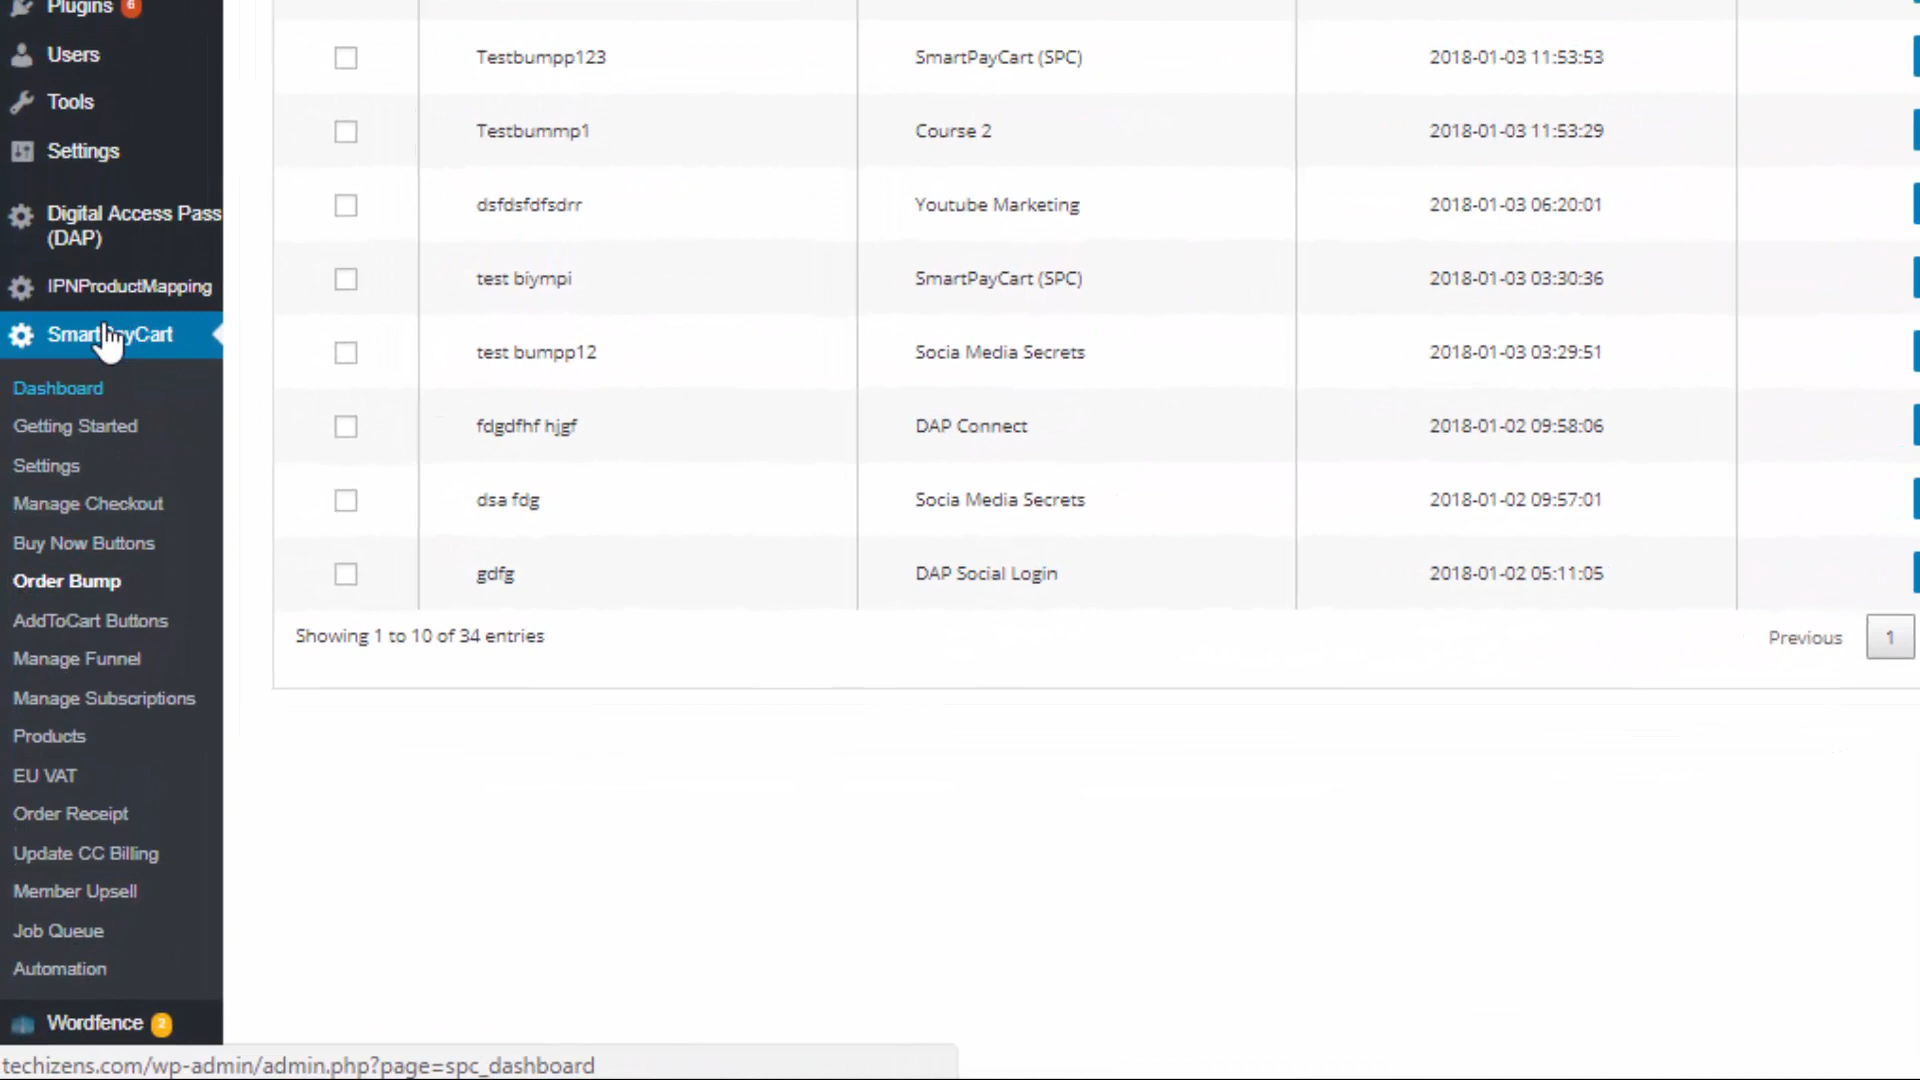 Plugins 6
Users
Tools
Settings
Digital Access Pass
(DAP)
IPNProductMapping
SmartPayCart
Dashboard
Getting Started
Settings
Manage Checkout
Buy Now Buttons
Order Bump
AddToCart Buttons
Manage Funnel
Manage Subscriptions
Products
EU VAT
Order Receipt
Update CC Billing
Member Upsell
Job Queue
Automation
Wordfence 2
Testbumpp123 SmartPayCart (SPC) 2018-01-03 11:53:53
Testbummp1 Course 2 2018-01-03 11:53:29
dsfdsfdfsdrr Youtube Marketing 2018-01-03 06:20:01
test biympi SmartPayCart (SPC) 2018-01-03 03:30:36
test bumpp12 Socia Media Secrets 2018-01-03 03:29:51
fdgdfhf hjgf DAP Connect 2018-01-02 09:58:06
dsa fdg Socia Media Secrets 2018-01-02 09:57:01
gdfg DAP Social Login 2018-01-02 05:11:05
Showing 1 to 10 of 34 entries
Previous 1
techizens.com/wp-admin/admin.php?page=spc_dashboard